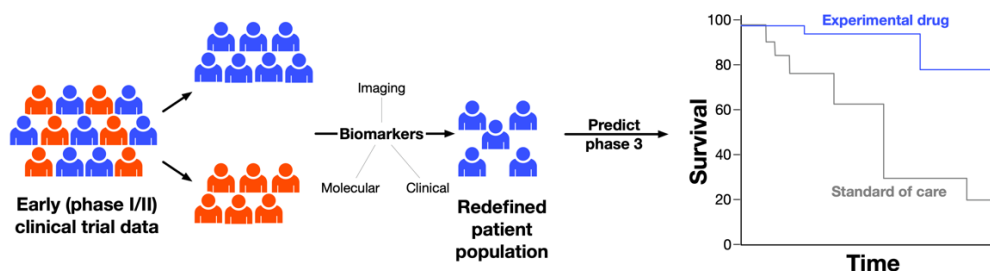 Early (phase I/II)
clinical trial data
Imaging
Biomarkers
Molecular
Clinical
Redefined
patient
population
Predict
phase 3
Survival
100
80
60
40
20
0
Experimental drug
Standard of care
Time